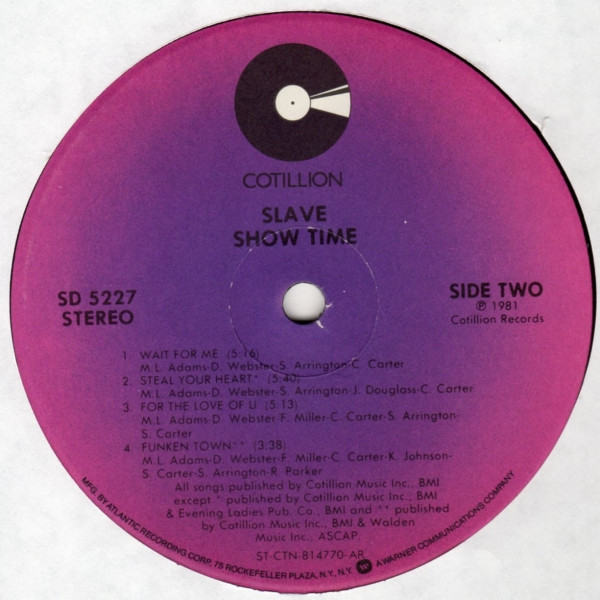 COTILLION
SLAVE
SHOW TIME
SD 5227
STEREO
SIDE TWO
℗ 1981
Cotillion Records
1. WAIT FOR ME (5:16)
M.L. Adams-D. Webster-S. Arrington-C. Carter
2. STEAL YOUR HEART* (5:40)
M.L. Adams-D. Webster-S. Arrington-J. Douglass-C. Carter
3. FOR THE LOVE OF U (5:13)
M.L. Adams-D. Webster-F. Miller-C. Carter-S. Arrington-
S. Carter
4. FUNKEN TOWN** (3:38)
M.L. Adams-D. Webster-F. Miller-C. Carter-K. Johnson-
S. Carter-S. Arrington-R. Parker
All songs published by Cotillion Music Inc., BMI
except * published by Cotillion Music Inc., BMI
& Evening Ladies Pub. Co., BMI and ** published
by Cotillion Music Inc., BMI & Walden
Music Inc., ASCAP.
ST-CTN-814770-AR
MFG. BY ATLANTIC RECORDING CORP., 75 ROCKEFELLER PLAZA, N.Y., N.Y. A WARNER COMMUNICATIONS COMPANY